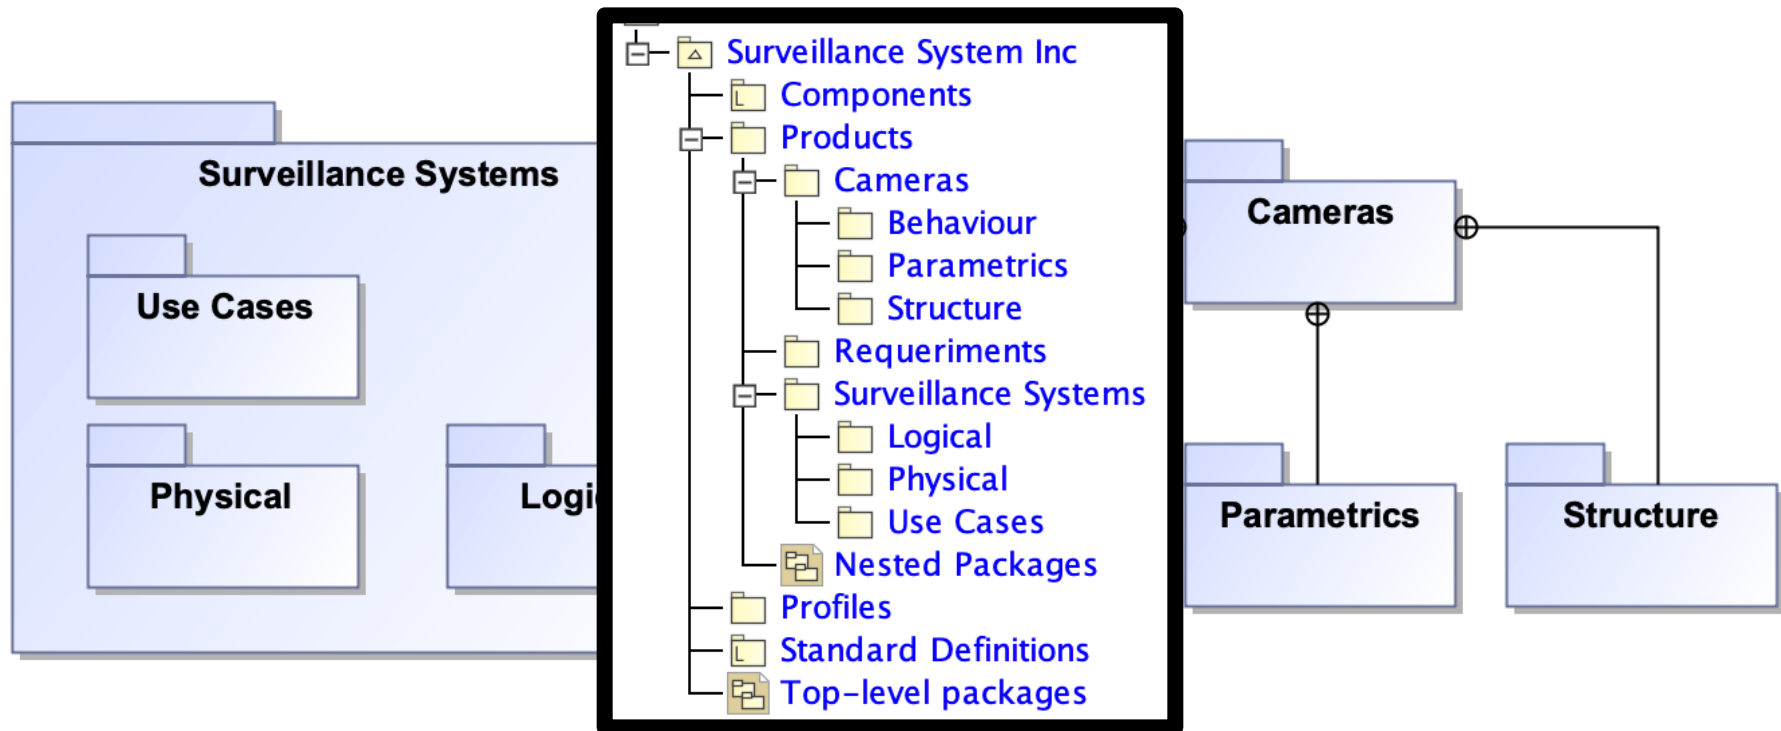 Surveillance Systems
Use Cases
Physical
Logi
Surveillance System Inc
L Components
Products
Cameras
Behaviour
Parametrics
Structure
Requeriments
Surveillance Systems
Logical
Physical
Use Cases
Nested Packages
Profiles
L Standard Definitions
Top-level packages
Cameras
Parametrics
Structure